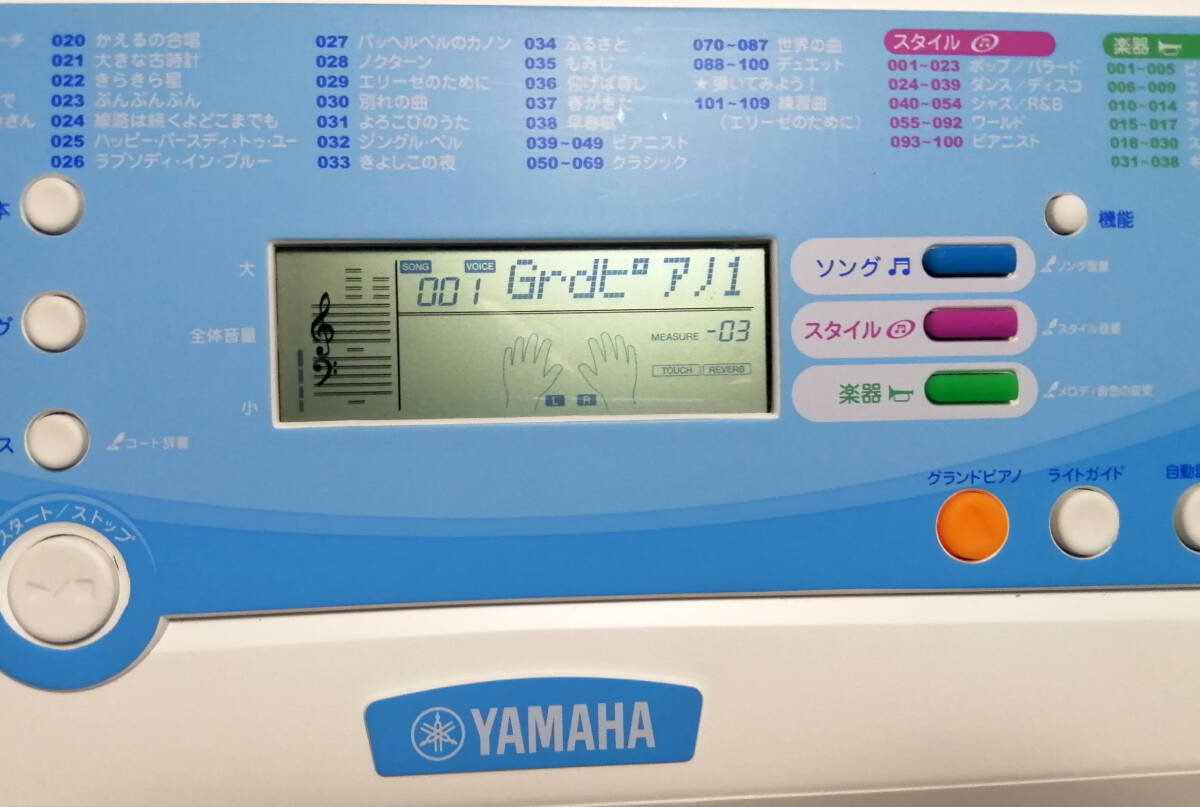 ーチ
で
きん
020 かえるの合唱
021 大きな古時計
022 きらきら星
023 ぶんぶんぶん
024 線路は続くよどこまでも
025 ハッピー・バースディ・トゥ・ユー
026 ラプソディ・イン・ブルー
027 パッヘルベルのカノン
028 ノクターン
029 エリーゼのために
030 別れの曲
031 よろこびのうた
032 ジングル・ベル
033 きよしこの夜
034 ふるさと
035 もみじ
036 仰げば尊し
037 春がきた
038 早春賦
039~049 ピアニスト
050~069 クラシック
070~087 世界の曲
088~100 デュエット
★弾いてみよう!
101~109 練習曲
(エリーゼのために)
スタイル
001~023 ポップ/バラード
024~039 ダンス/ディスコ
040~054 ジャズ/R&B
055~092 ワールド
093~100 ピアニスト
楽器
001~005 ピ
006~009
010~014
015~017
018~030
031~038
本
グ
ス
コード辞書
スタート/ストップ
大
全体音量
小
SONG
001
VOICE
Grdピアノ1
MEASURE -03
TOUCH
REVERB
L
R
機能
ソング
ソング音量
スタイル
スタイル音量
楽器
メロディ音色の変更
グランドピアノ
ライトガイド
自動
YAMAHA